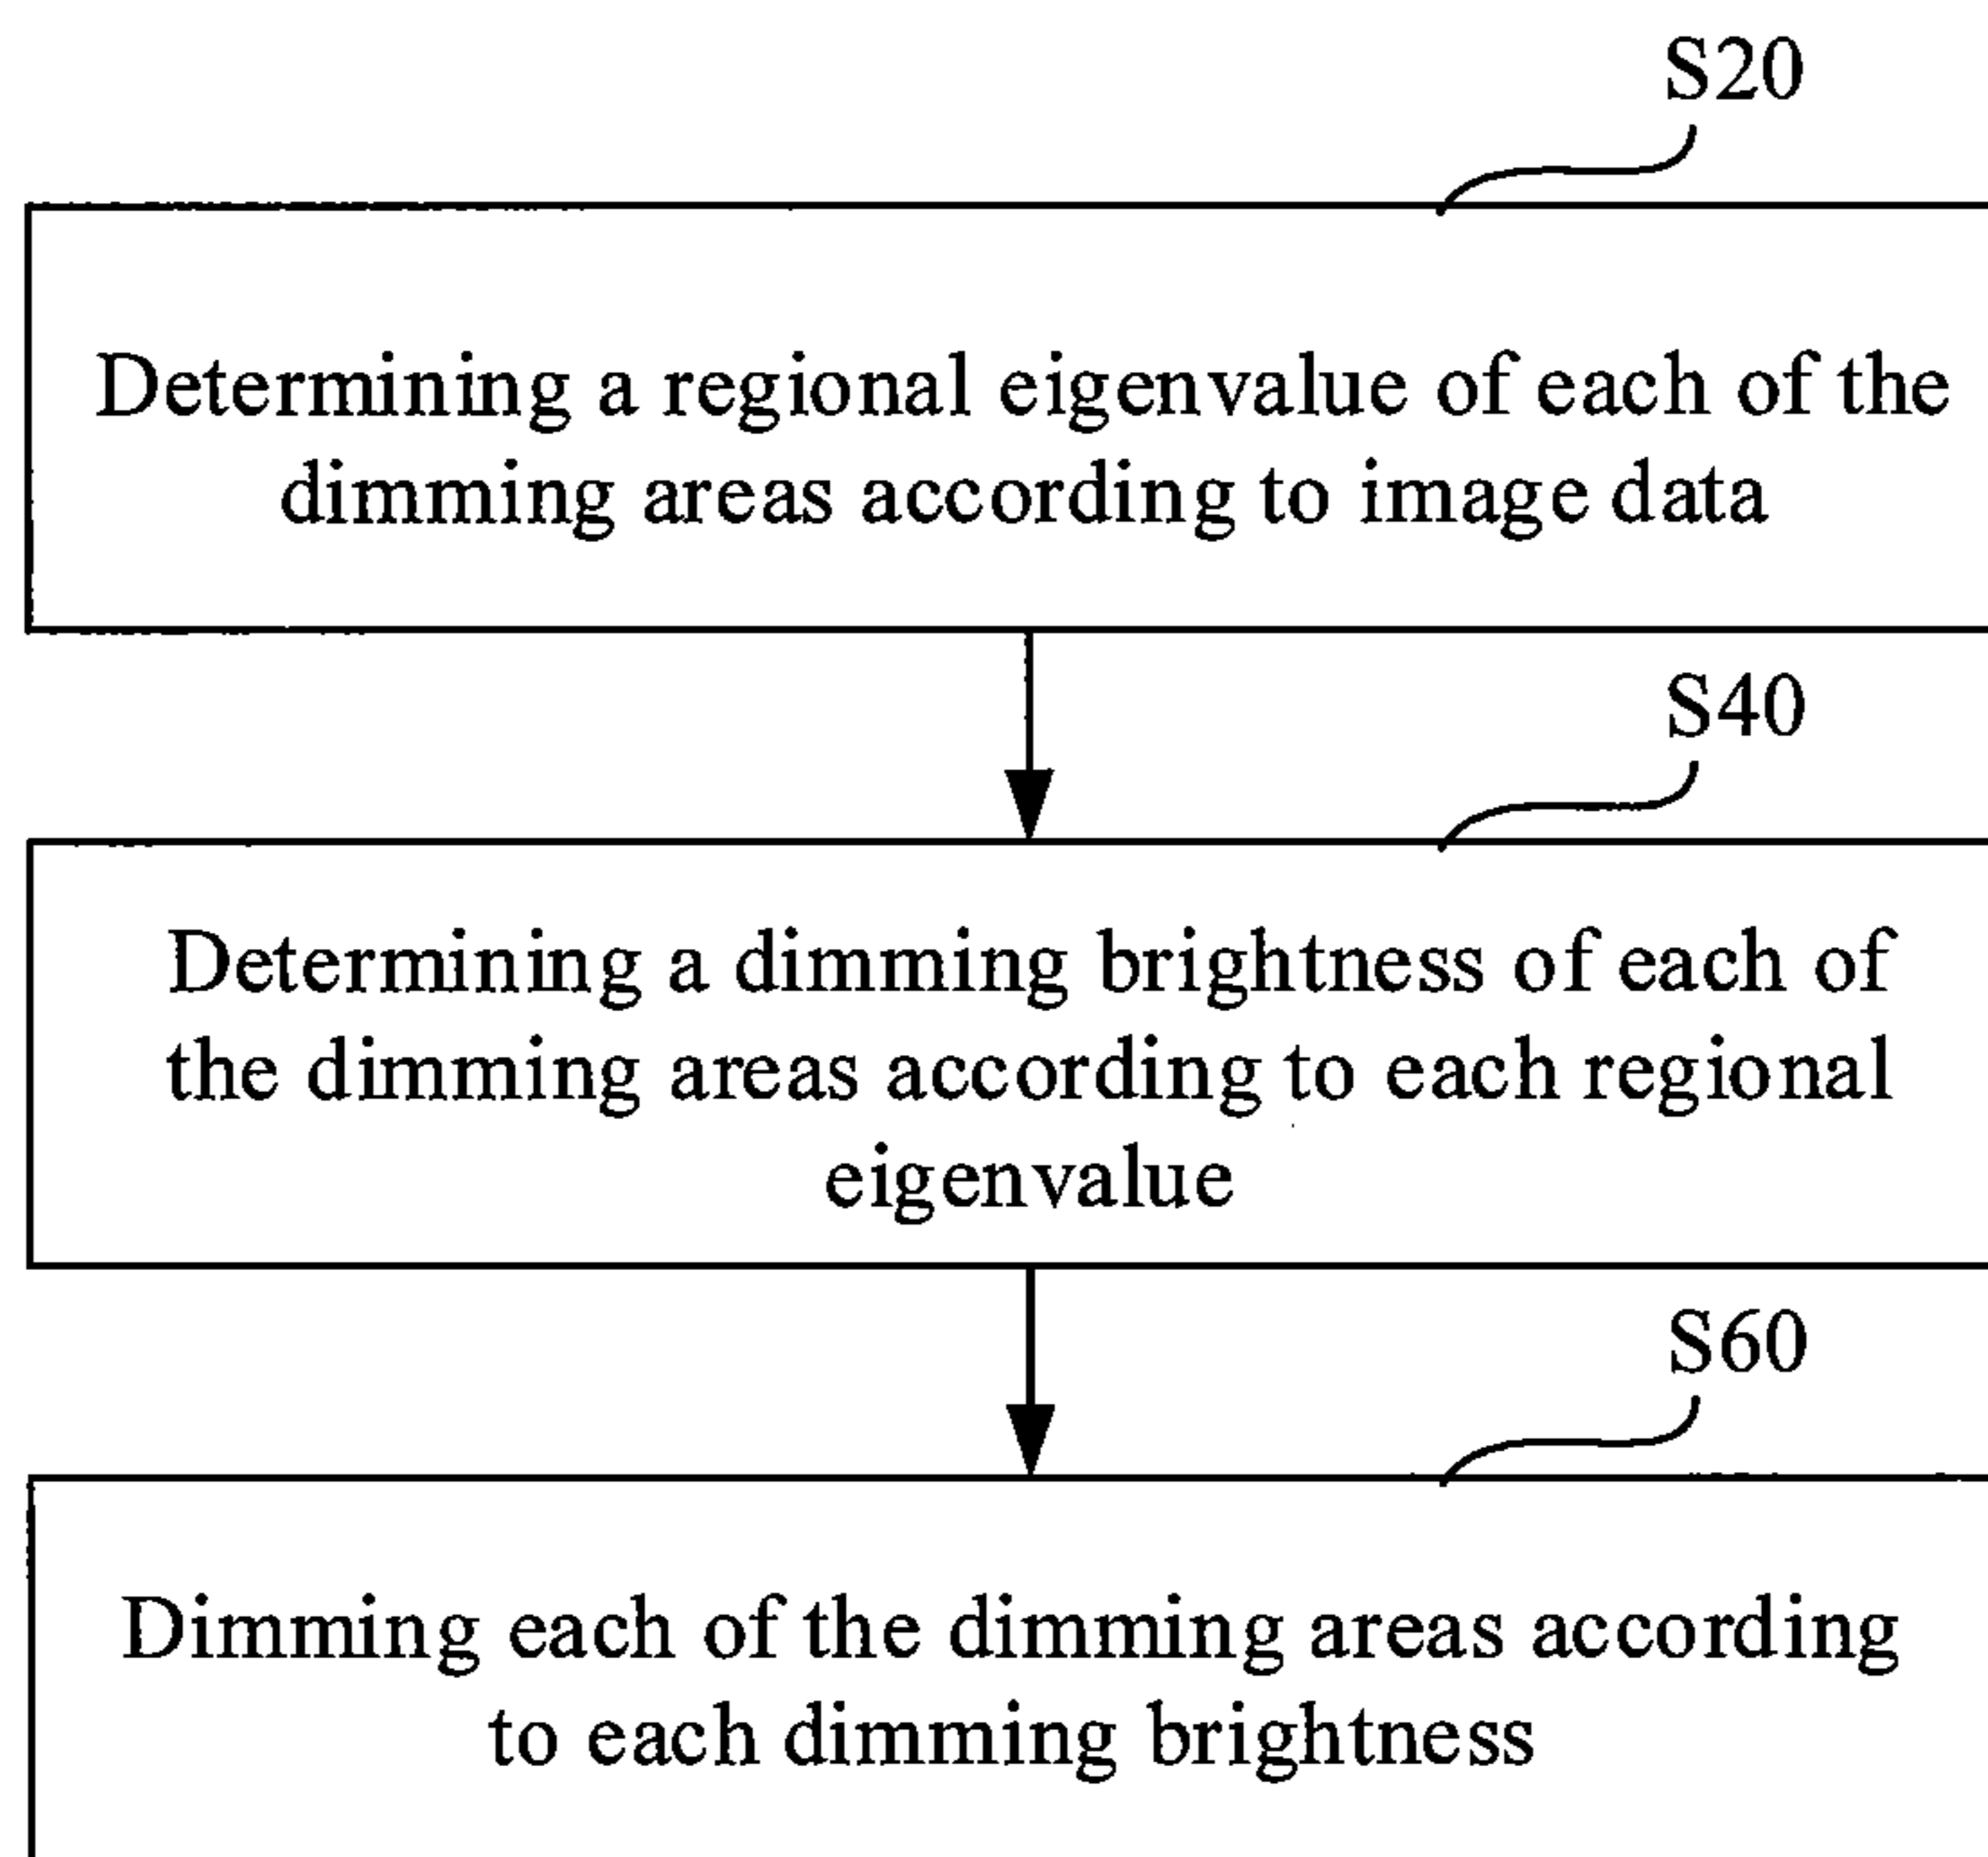 S20
Determining a regional eigenvalue of each of the
dimming areas according to image data
S40
Determining a dimming brightness of each of
the dimming areas according to each regional
eigenvalue
S60
Dimming each of the dimming areas according
to each dimming brightness